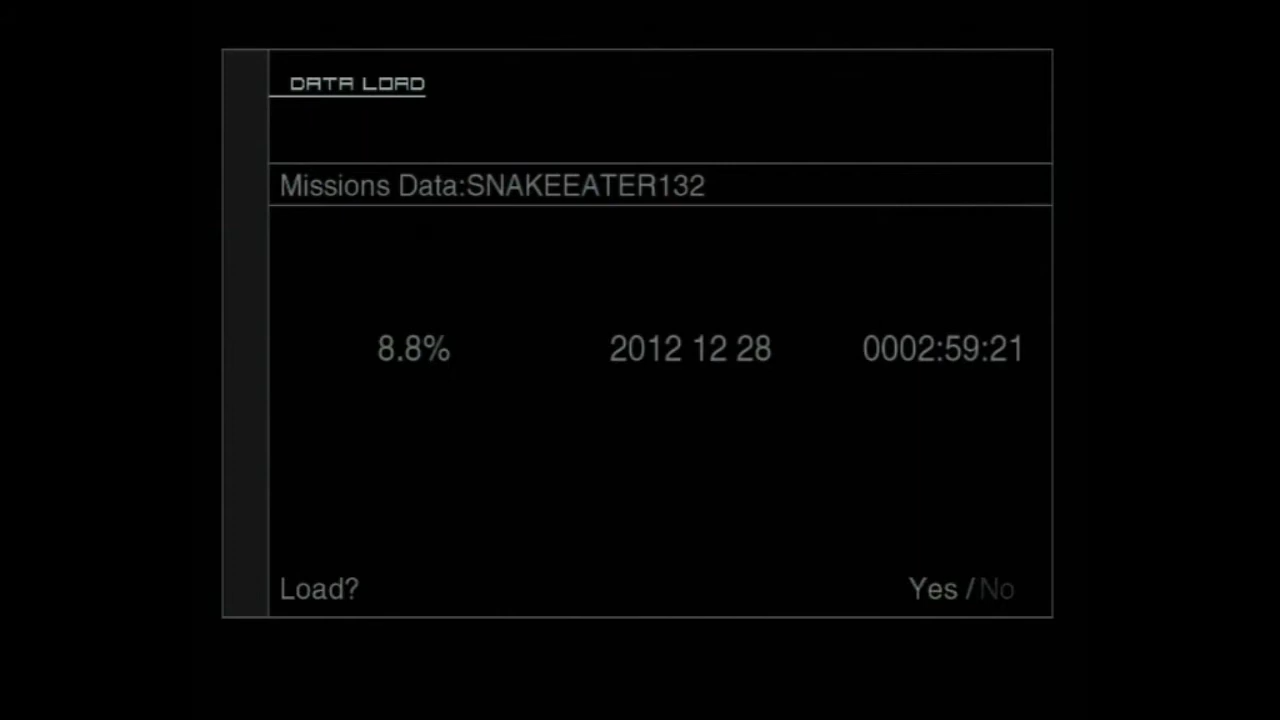 DATA LOAD
Missions Data:SNAKEEATER132
8.8% 2012 12 28 0002:59:21
Load? Yes / No